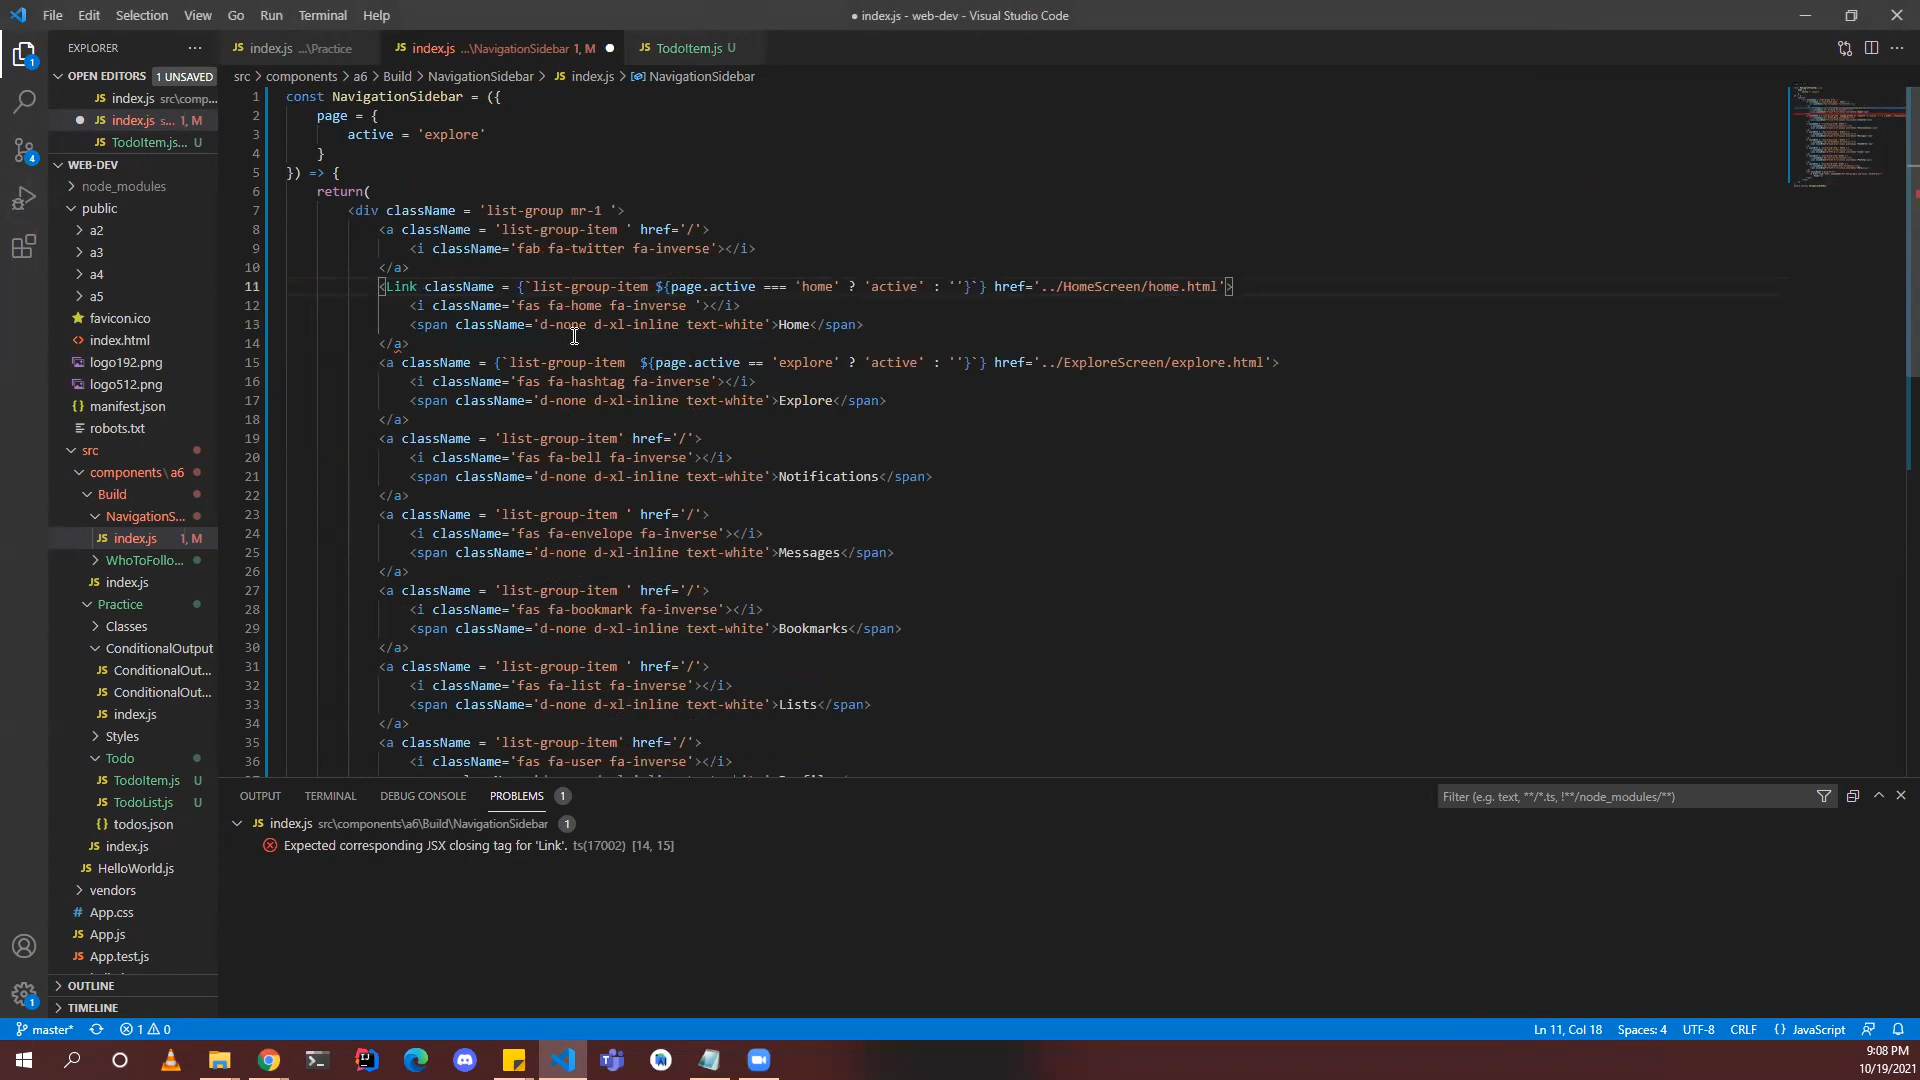 File Edit Selection View Go Run Terminal Help
● index.js - web-dev - Visual Studio Code
EXPLORER
JS index.js ...\Practice
JS index.js ...\NavigationSidebar 1, M ●
JS TodoItem.js U
OPEN EDITORS 1 UNSAVED
JS index.js src\comp...
● JS index.js s... 1, M
JS TodoItem.js... U
WEB-DEV
node_modules
public
a2
a3
a4
a5
favicon.ico
index.html
logo192.png
logo512.png
manifest.json
robots.txt
src
components \ a6
Build
NavigationS...
JS index.js 1, M
WhoToFollo...
JS index.js
Practice
Classes
ConditionalOutput
JS ConditionalOut...
JS ConditionalOut...
JS index.js
Styles
Todo
JS TodoItem.js U
JS TodoList.js U
{} todos.json
JS index.js
JS HelloWorld.js
vendors
# App.css
JS App.js
JS App.test.js
OUTLINE
TIMELINE
src > components > a6 > Build > NavigationSidebar > JS index.js > NavigationSidebar
1 const NavigationSidebar = ({
2 page = {
3 active = 'explore'
4 }
5 }) => {
6 return(
7 <div className = 'list-group mr-1 '>
8 <a className = 'list-group-item ' href='/'>
9 <i className='fab fa-twitter fa-inverse'></i>
10 </a>
11 <Link className = {`list-group-item ${page.active === 'home' ? 'active' : ''}`} href='../HomeScreen/home.html'>
12 <i className='fas fa-home fa-inverse '></i>
13 <span className='d-none d-xl-inline text-white'>Home</span>
14 </a>
15 <a className = {`list-group-item  ${page.active == 'explore' ? 'active' : ''}`} href='../ExploreScreen/explore.html'>
16 <i className='fas fa-hashtag fa-inverse'></i>
17 <span className='d-none d-xl-inline text-white'>Explore</span>
18 </a>
19 <a className = 'list-group-item' href='/'>
20 <i className='fas fa-bell fa-inverse'></i>
21 <span className='d-none d-xl-inline text-white'>Notifications</span>
22 </a>
23 <a className = 'list-group-item ' href='/'>
24 <i className='fas fa-envelope fa-inverse'></i>
25 <span className='d-none d-xl-inline text-white'>Messages</span>
26 </a>
27 <a className = 'list-group-item ' href='/'>
28 <i className='fas fa-bookmark fa-inverse'></i>
29 <span className='d-none d-xl-inline text-white'>Bookmarks</span>
30 </a>
31 <a className = 'list-group-item ' href='/'>
32 <i className='fas fa-list fa-inverse'></i>
33 <span className='d-none d-xl-inline text-white'>Lists</span>
34 </a>
35 <a className = 'list-group-item' href='/'>
36 <i className='fas fa-user fa-inverse'></i>
OUTPUT TERMINAL DEBUG CONSOLE PROBLEMS 1
Filter (e.g. text, **/*.ts, !**/node_modules/**)
JS index.js src\components\a6\Build\NavigationSidebar 1
Expected corresponding JSX closing tag for 'Link'. ts(17002) [14, 15]
master* 1 0
Ln 11, Col 18 Spaces: 4 UTF-8 CRLF {} JavaScript
9:08 PM
10/19/2021